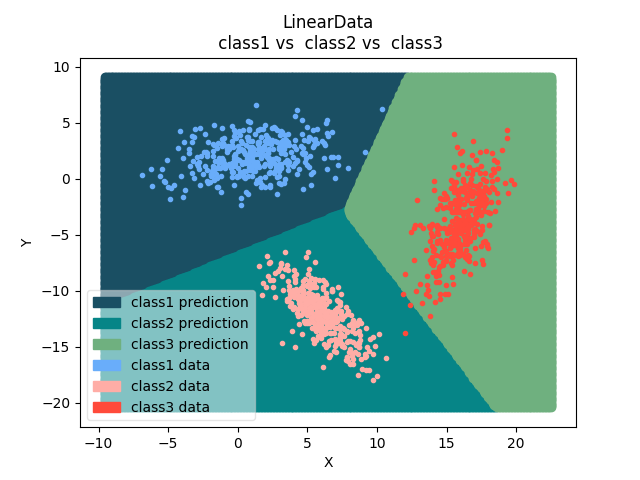 LinearData
class1 vs  class2 vs  class3
10
5
0
−5
−10
−15
−20
Y
class1 prediction
class2 prediction
class3 prediction
class1 data
class2 data
class3 data
−10 −5 0 5 10 15 20
X